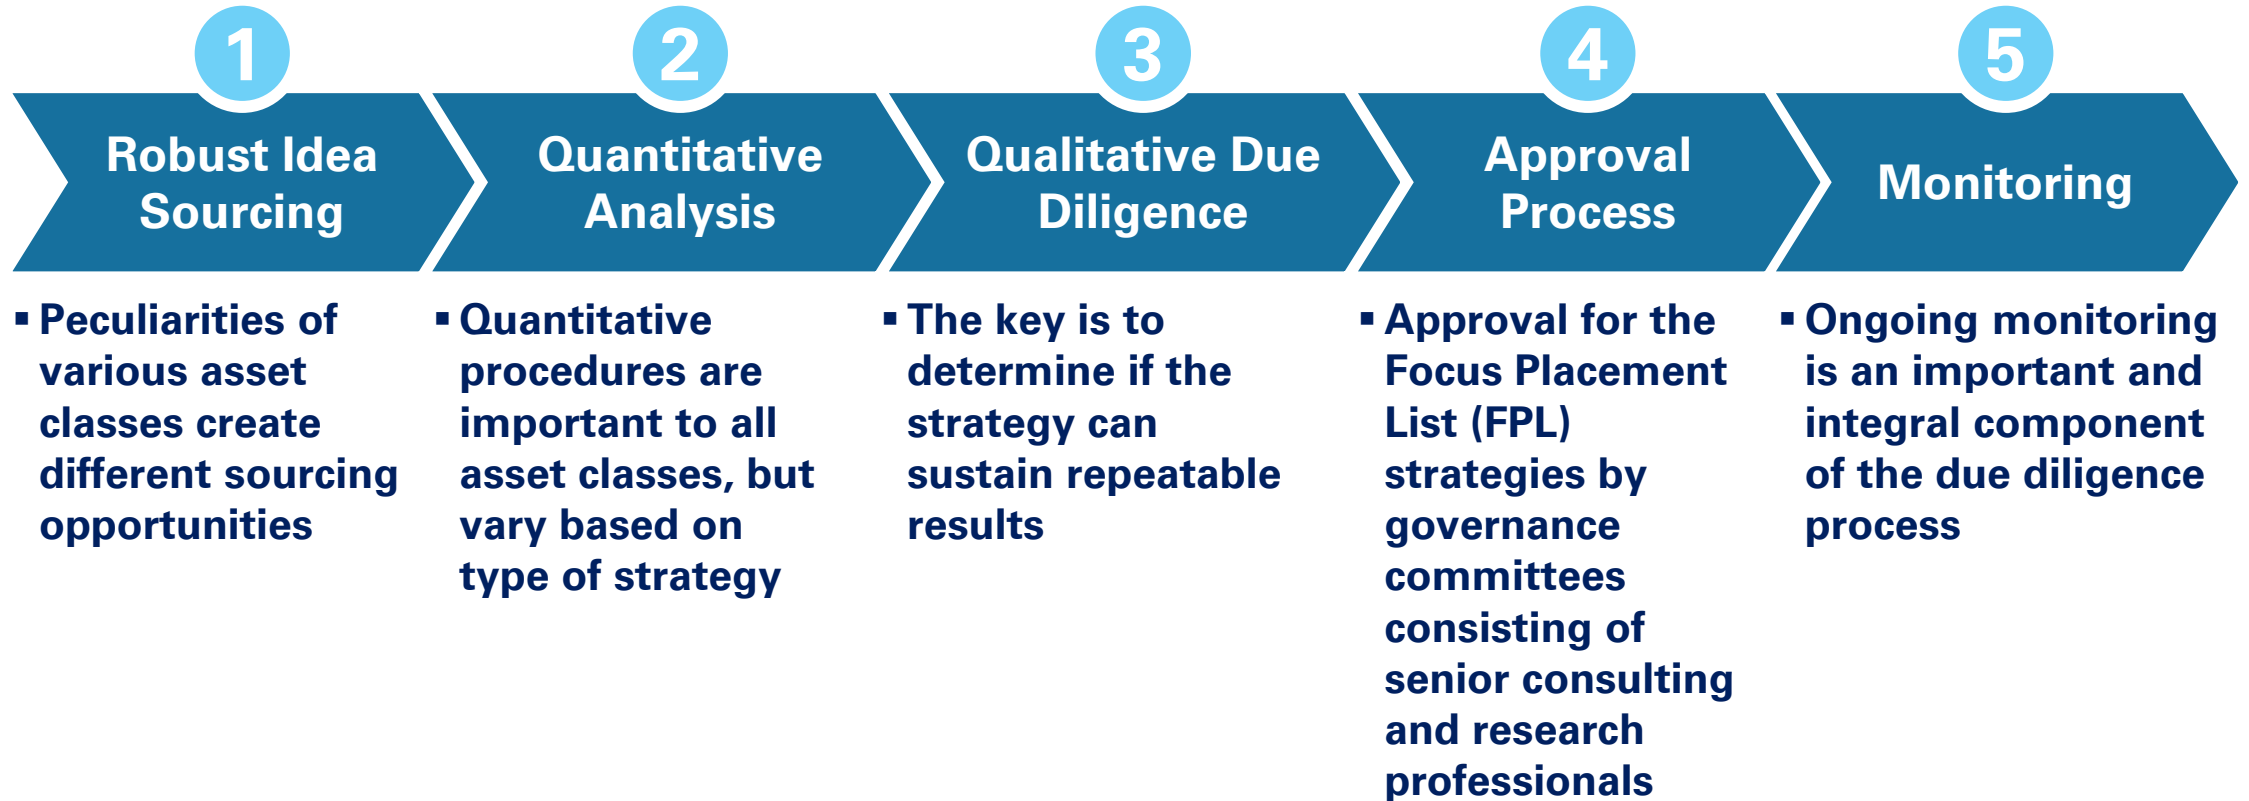 1
Robust Idea
Sourcing
▪ Peculiarities of
various asset
classes create
different sourcing
opportunities
2
Quantitative
Analysis
▪ Quantitative
procedures are
important to all
asset classes, but
vary based on
type of strategy
3
Qualitative Due
Diligence
▪ The key is to
determine if the
strategy can
sustain repeatable
results
4
Approval
Process
▪ Approval for the
Focus Placement
List (FPL)
strategies by
governance
committees
consisting of
senior consulting
and research
professionals
5
Monitoring
▪ Ongoing monitoring
is an important and
integral component
of the due diligence
process